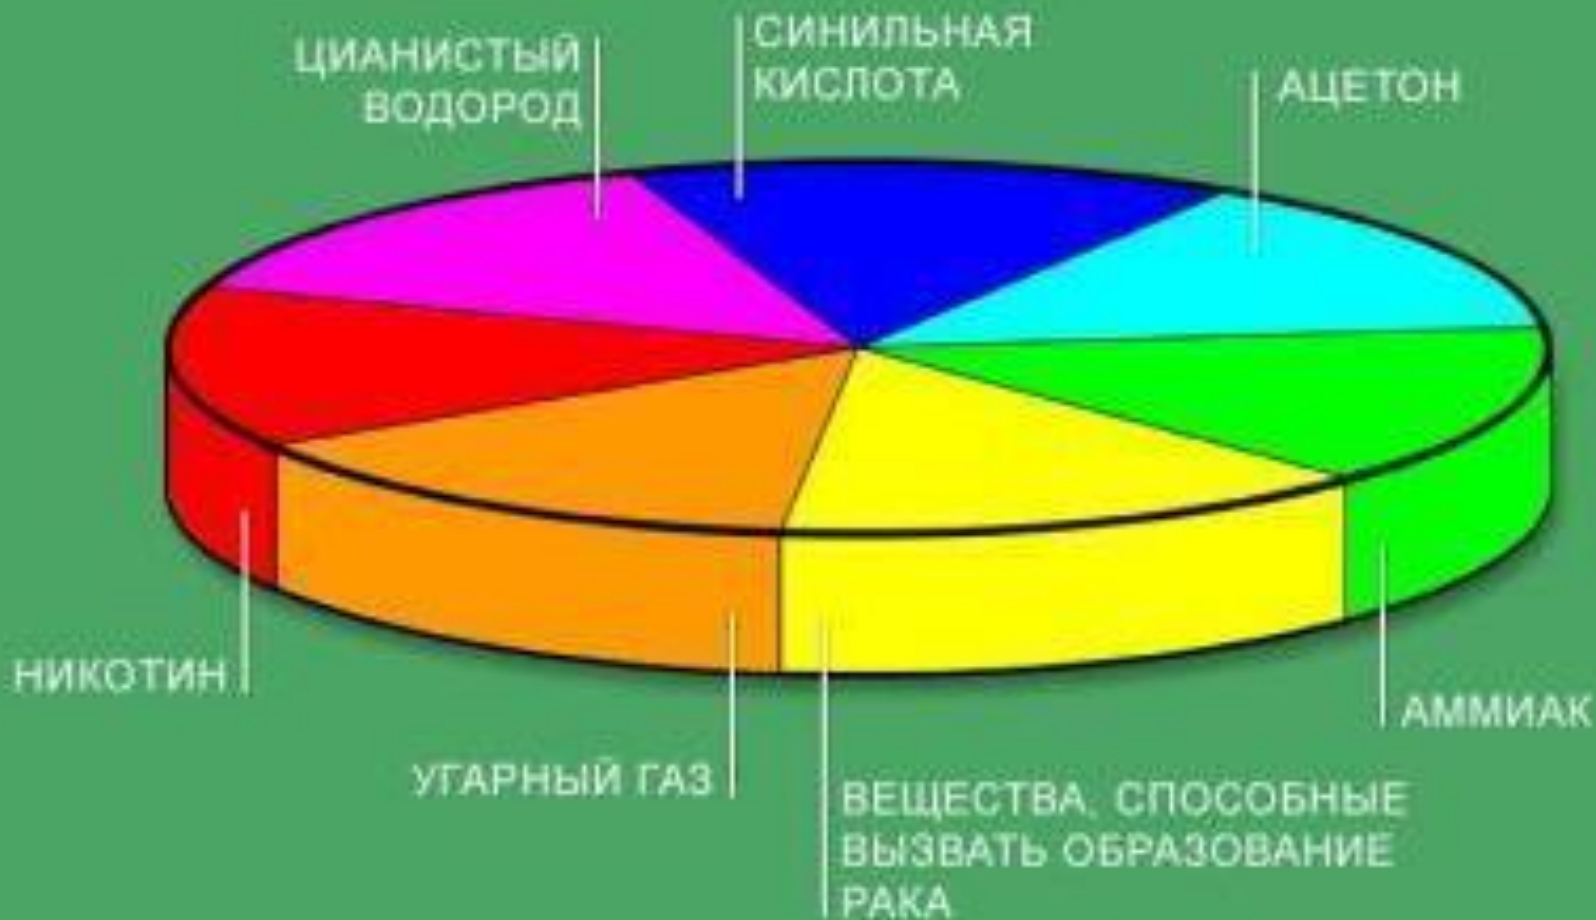 ЦИАНИСТЫЙ
ВОДОРОД
СИНИЛЬНАЯ
КИСЛОТА
АЦЕТОН
НИКОТИН
УГАРНЫЙ ГАЗ
ВЕЩЕСТВА, СПОСОБНЫЕ
ВЫЗВАТЬ ОБРАЗОВАНИЕ
РАКА
АММИАК